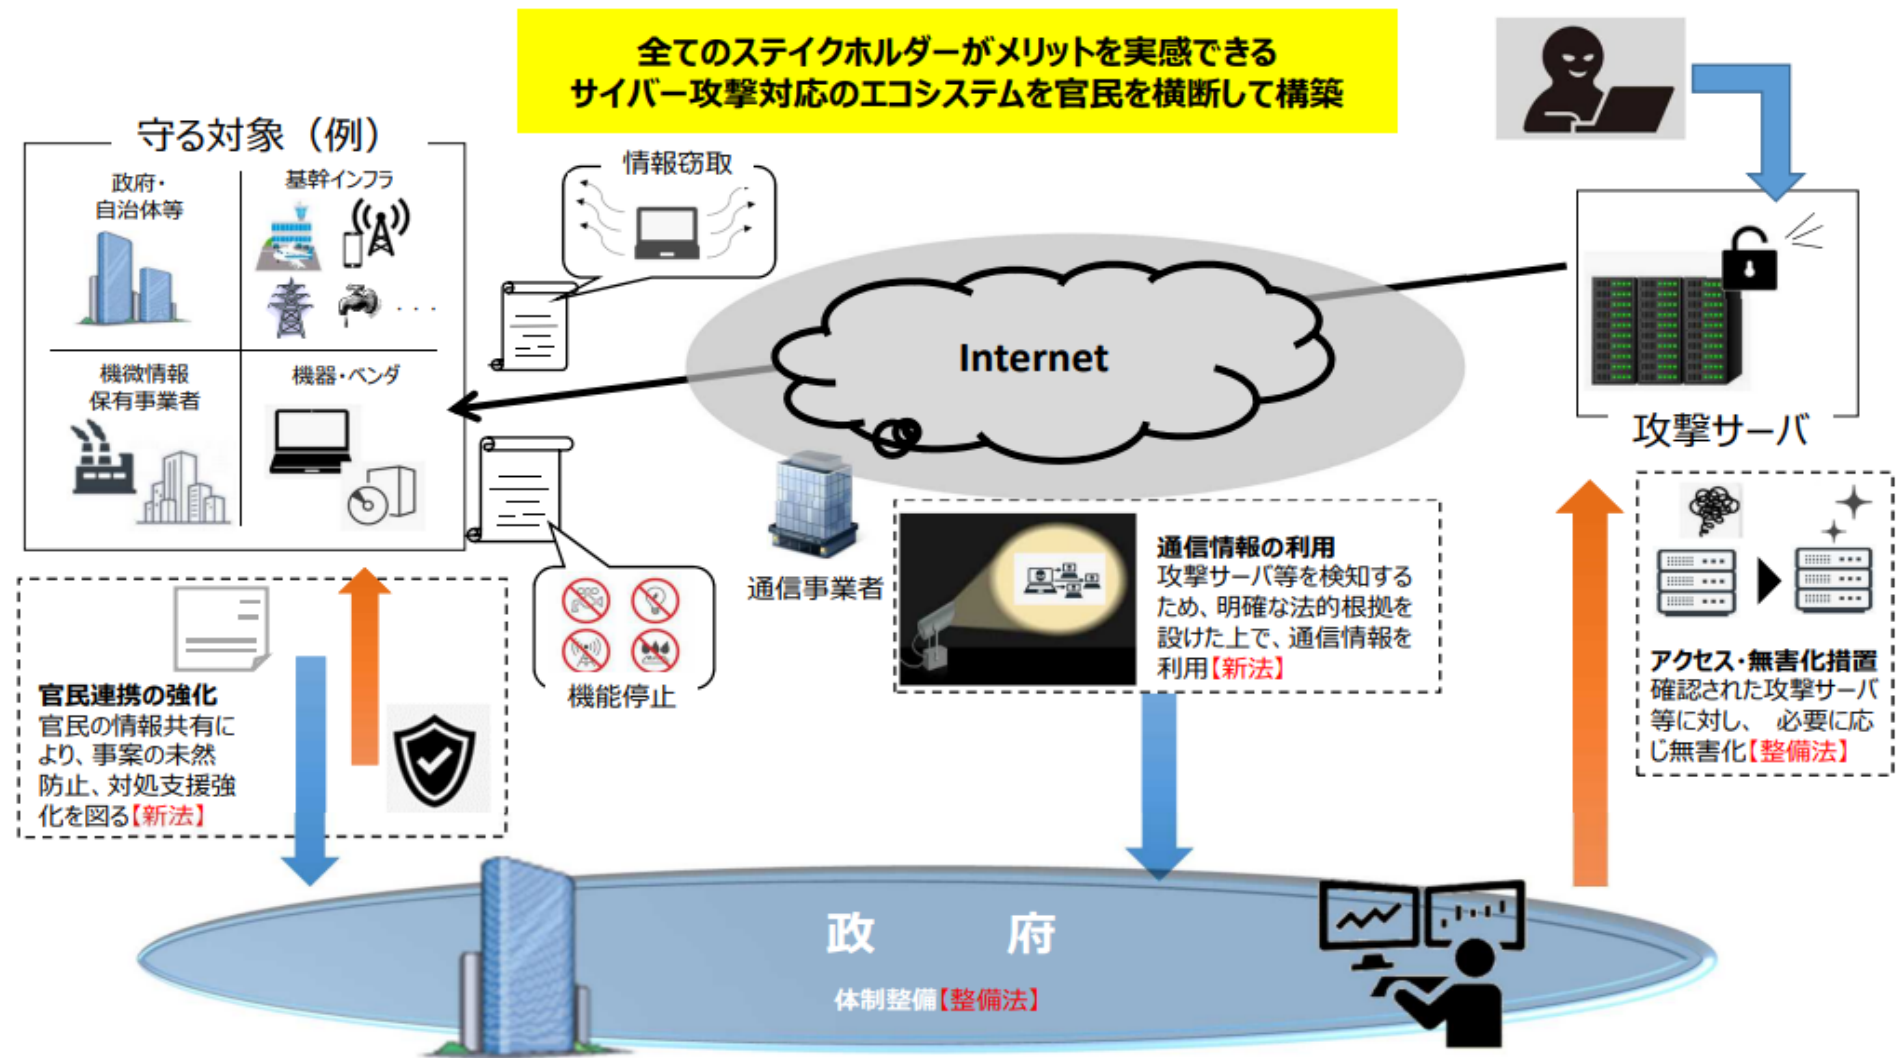 全てのステイクホルダーがメリットを実感できる
サイバー攻撃対応のエコシステムを官民を横断して構築
守る対象（例）
政府・
自治体等
基幹インフラ
・・・
機微情報
保有事業者
機器・ベンダ
情報窃取
機能停止
Internet
通信事業者
攻撃サーバ
通信情報の利用
攻撃サーバ等を検知する
ため、明確な法的根拠を
設けた上で、通信情報を
利用【新法】
アクセス・無害化措置
確認された攻撃サーバ
等に対し、 必要に応
じ無害化【整備法】
官民連携の強化
官民の情報共有に
より、事案の未然
防止、対処支援強
化を図る【新法】
政 府
体制整備【整備法】